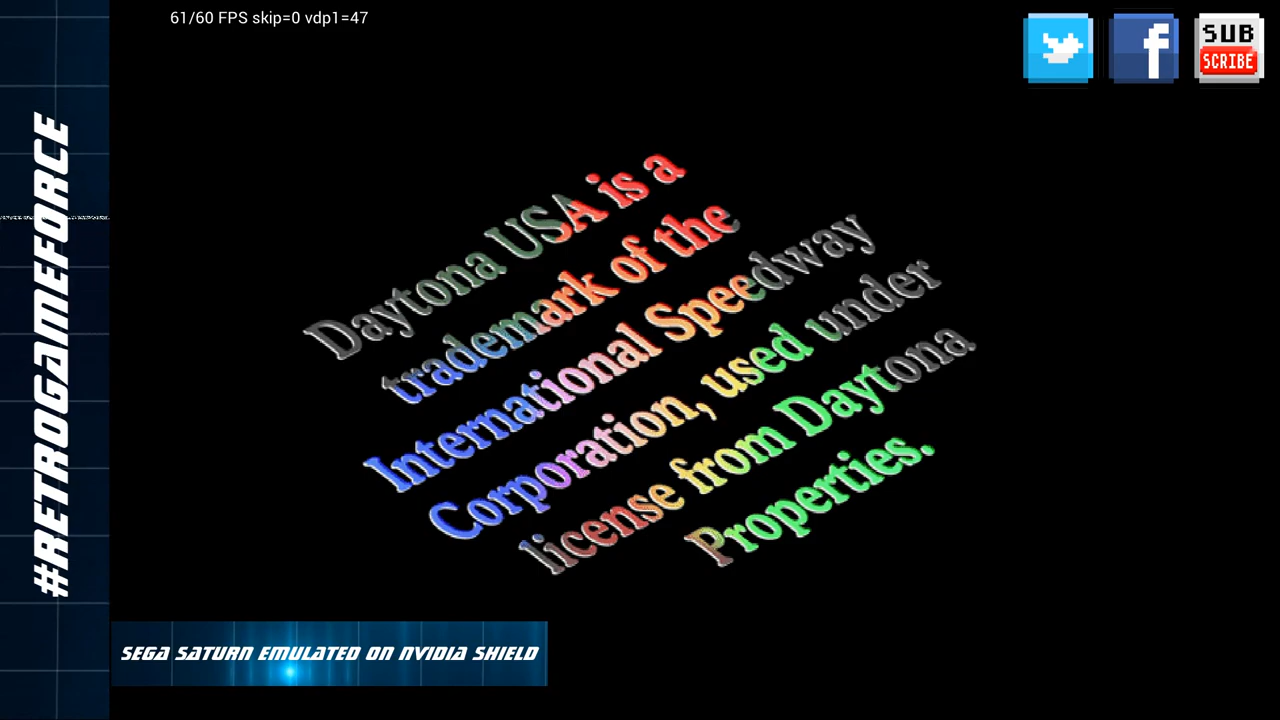 61/60 FPS skip=0 vdp1=47
SUB
SCRIBE
#RETROGAMEFORCE
Daytona USA is a
trademark of the
International Speedway
Corporation, used under
license from Daytona
Properties.
SEGA SATURN EMULATED ON NVIDIA SHIELD